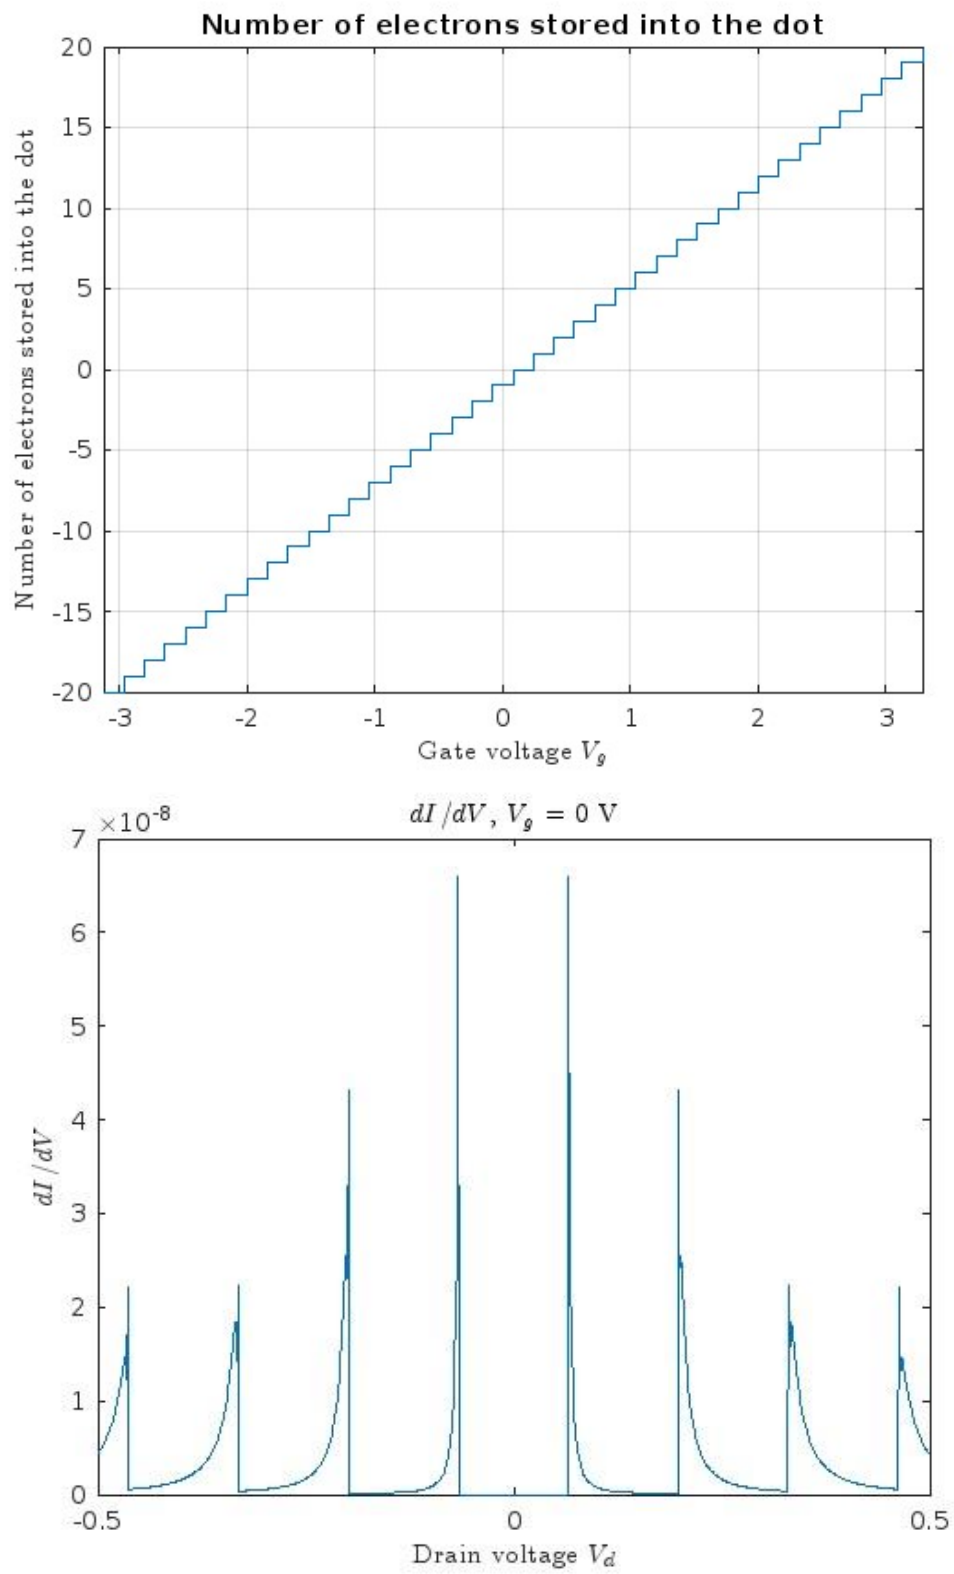 Number of electrons stored into the dot
Number of electrons stored into the dot
20
15
10
5
0
-5
-10
-15
-20
-3 -2 -1 0 1 2 3
Gate voltage V_g
×10^-8
dI/dV, V_g = 0 V
dI/dV
7
6
5
4
3
2
1
0
-0.5 0 0.5
Drain voltage V_d